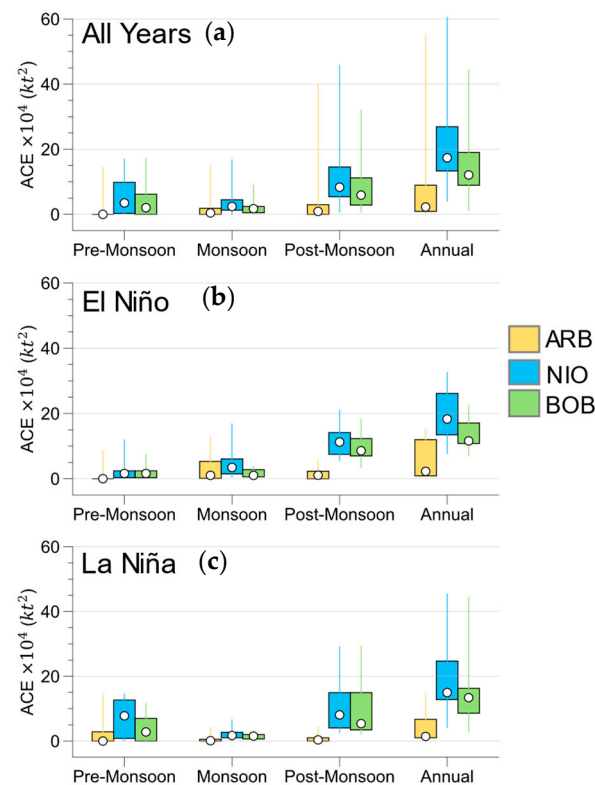 All Years (a)
60
40
20
0
ACE ×10⁴ (kt²)
Pre-Monsoon Monsoon Post-Monsoon Annual
El Niño (b)
60
40
20
0
ACE ×10⁴ (kt²)
Pre-Monsoon Monsoon Post-Monsoon Annual
ARB
NIO
BOB
La Niña (c)
60
40
20
0
ACE ×10⁴ (kt²)
Pre-Monsoon Monsoon Post-Monsoon Annual